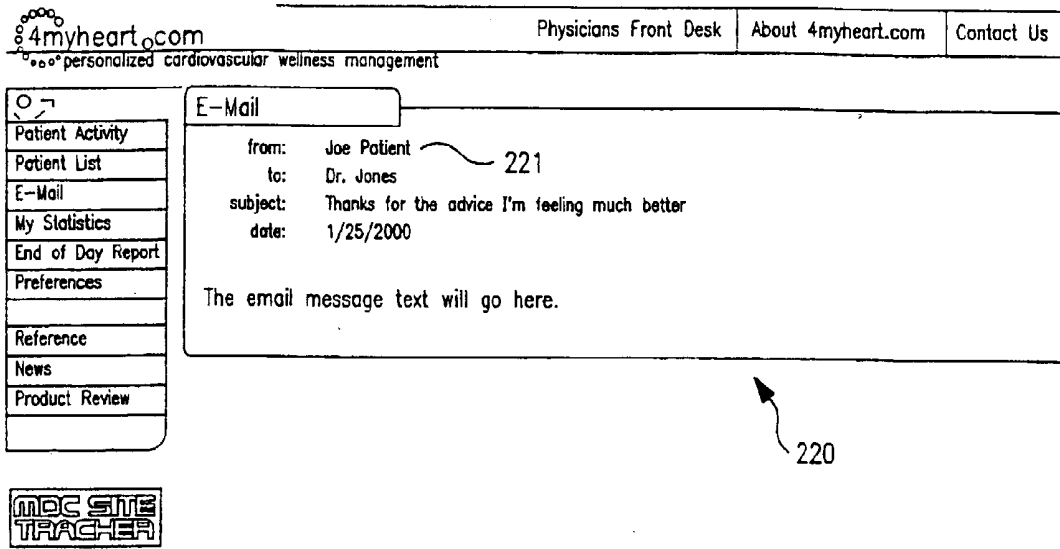 4myheart.com
Physicians Front Desk About 4myheart.com Contact Us
personalized cardiovascular wellness management
E-Mail
Patient Activity
Patient List
E-Mail
My Statistics
End of Day Report
Preferences
Reference
News
Product Review
from: Joe Patient 221
to: Dr. Jones
subject: Thanks for the advice I'm feeling much better
date: 1/25/2000
The email message text will go here.
220
MDC SITE
TRACHER